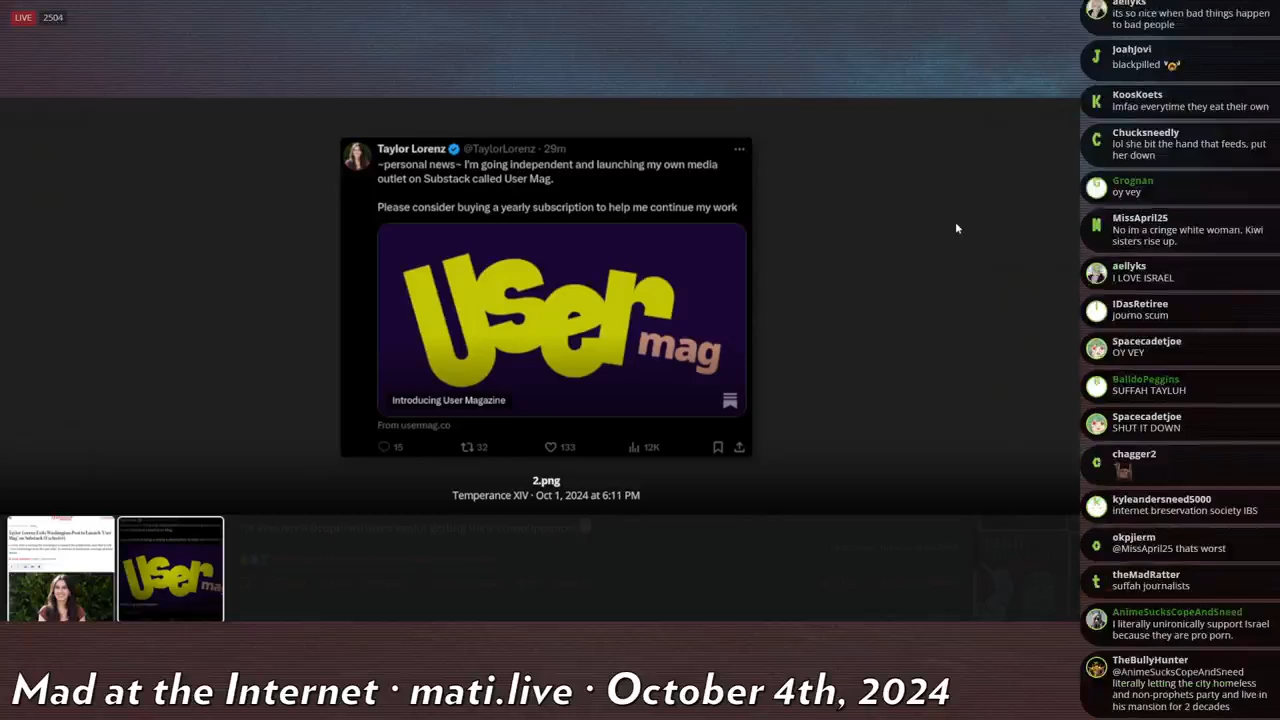 LIVE 2504
Taylor Lorenz @TaylorLorenz · 29m
~personal news~ I'm going independent and launching my own media
outlet on Substack called User Mag.
Please consider buying a yearly subscription to help me continue my work
User
mag
Introducing User Magazine
From usermag.co
15 32 133 12K
2.png
Temperance XIV · Oct 1, 2024 at 6:11 PM
User
ma
Mad at the Internet · mati.live · October 4th, 2024
aellyks
its so nice when bad things happen
to bad people
JoahJovi
blackpilled
KoosKoets
lmfao everytime they eat their own
Chucksneedly
lol she bit the hand that feeds, put
her down
Grognan
oy vey
MissApril25
No im a cringe white woman. Kiwi
sisters rise up.
aellyks
I LOVE ISRAEL
IDasRetiree
journo scum
Spacecadetjoe
OY VEY
BalldoPeggins
SUFFAH TAYLUH
Spacecadetjoe
SHUT IT DOWN
chagger2
kyleandersneed5000
internet breservation society IBS
okpjierm
@MissApril25 thats worst
theMadRatter
suffah journalists
AnimeSucksCopeAndSneed
I literally unironically support Israel
because they are pro porn.
TheBullyHunter
@AnimeSucksCopeAndSneed
literally letting the city homeless
and non-prophets party and live in
his mansion for 2 decades